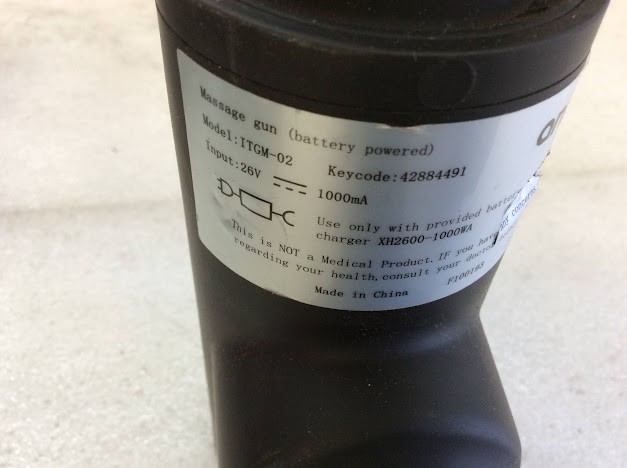 Massage gun (battery powered)
Model:ITGM-02 Keycode:42884491
Input:26V 1000mA
Use only with provided battery
charger XH2600-1000WA
This is NOT a Medical Product. IF you have
regarding your health, consult your doctor
Made in China F100198